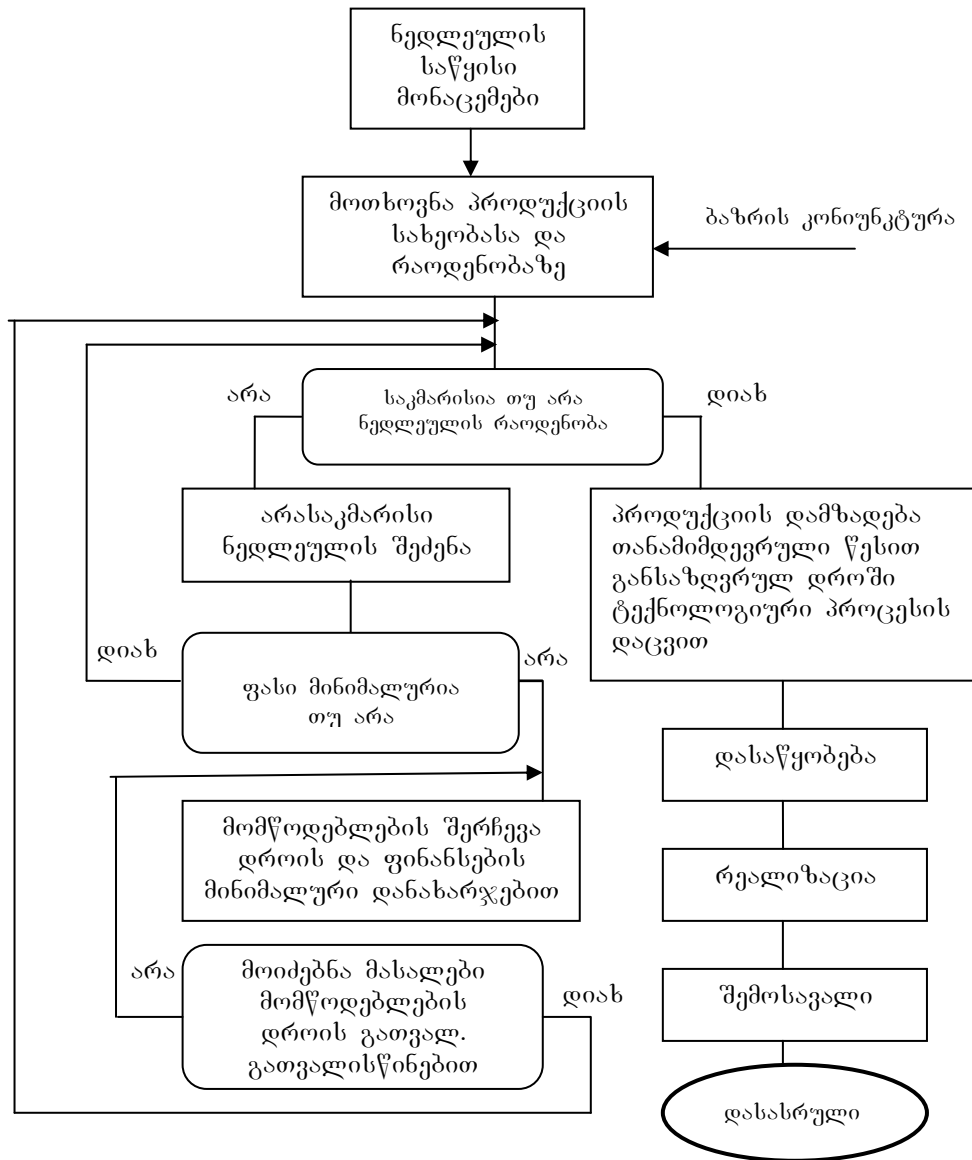 ნედლეულის
საწყისი
მონაცემები
მოთხოვნა პროდუქციის
სახეობასა და
რაოდენობაზე
ბაზრის კონიუნკტურა
არა
საკმარისია თუ არა
ნედლეულის რაოდენობა
დიახ
არასაკმარისი
ნედლეულის შეძენა
პროდუქციის დამზადება
თანამიმდევრული წესით
განსაზღვრულ დროში
ტექნოლოგიური პროცესის
დაცვით
დიახ
ფასი მინიმალურია
თუ არა
არა
დასაწყობება
მომწოდებლების შერჩევა
დროის და ფინანსების
მინიმალური დანახარჯებით
რეალიზაცია
არა
მოიძებნა მასალები
მომწოდებლების
დროის გათვალ.
გათვალისწინებით
დიახ
შემოსავალი
დასასრული